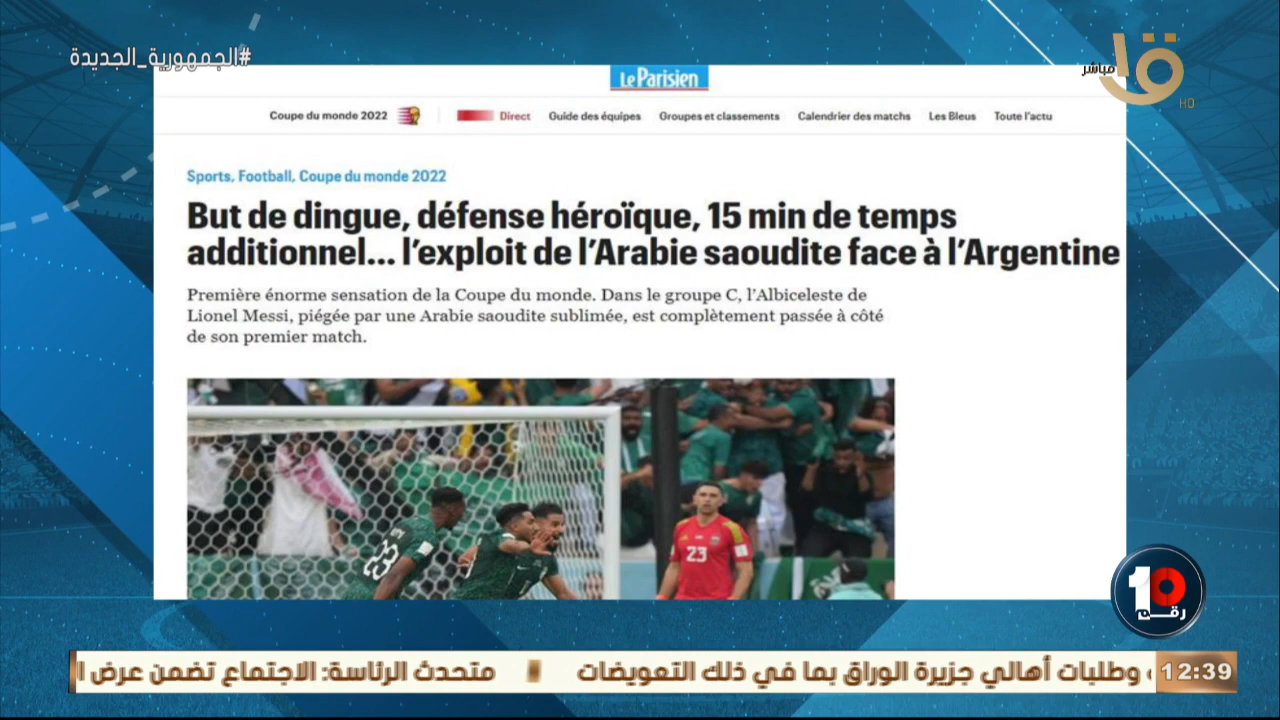 #الجمهورية_الجديدة
مباشر
HD
Le Parisien
Coupe du monde 2022
Direct
Guide des équipes
Groupes et classements
Calendrier des matchs
Les Bleus
Toute l'actu
Sports, Football, Coupe du monde 2022
But de dingue, défense héroïque, 15 min de temps
additionnel... l'exploit de l'Arabie saoudite face à l'Argentine
Première énorme sensation de la Coupe du monde. Dans le groupe C, l'Albiceleste de
Lionel Messi, piégée par une Arabie saoudite sublimée, est complètement passée à côté
de son premier match.
23
23
رقم 10
وطلبات أهالي جزيرة الوراق بما في ذلك التعويضات
متحدث الرئاسة: الاجتماع تضمن عرض
12:39